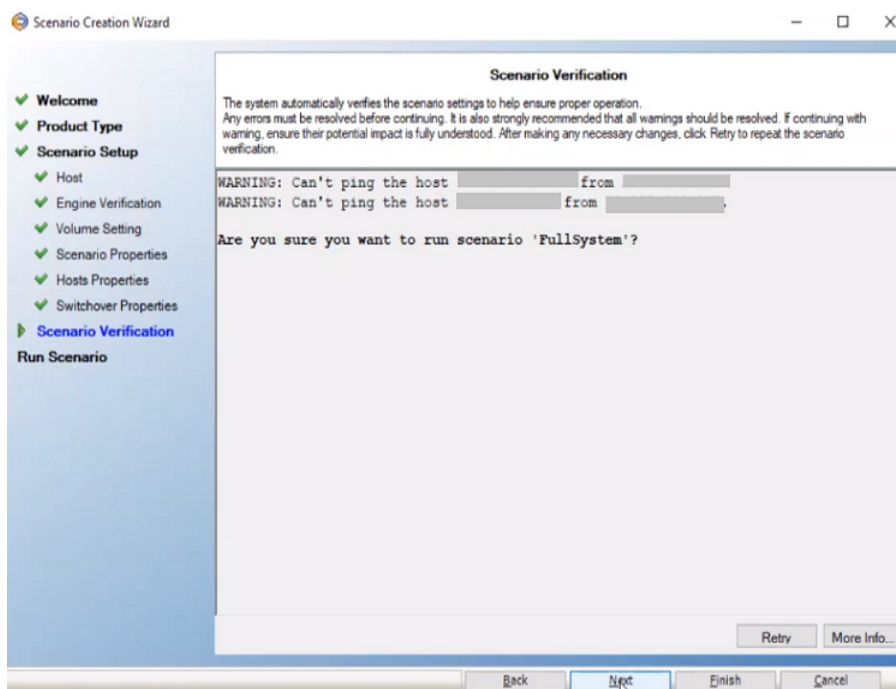 Scenario Creation Wizard
Scenario Verification
The system automatically verifies the scenario settings to help ensure proper operation.
Any errors must be resolved before continuing. It is also strongly recommended that all warnings should be resolved. If continuing with
warning, ensure their potential impact is fully understood. After making any necessary changes, click Retry to repeat the scenario
verification.
Welcome
Product Type
Scenario Setup
Host
Engine Verification
Volume Setting
Scenario Properties
Hosts Properties
Switchover Properties
Scenario Verification
Run Scenario
WARNING: Can't ping the host from
WARNING: Can't ping the host from .
Are you sure you want to run scenario 'FullSystem'?
Retry More Info...
Back Next Finish Cancel